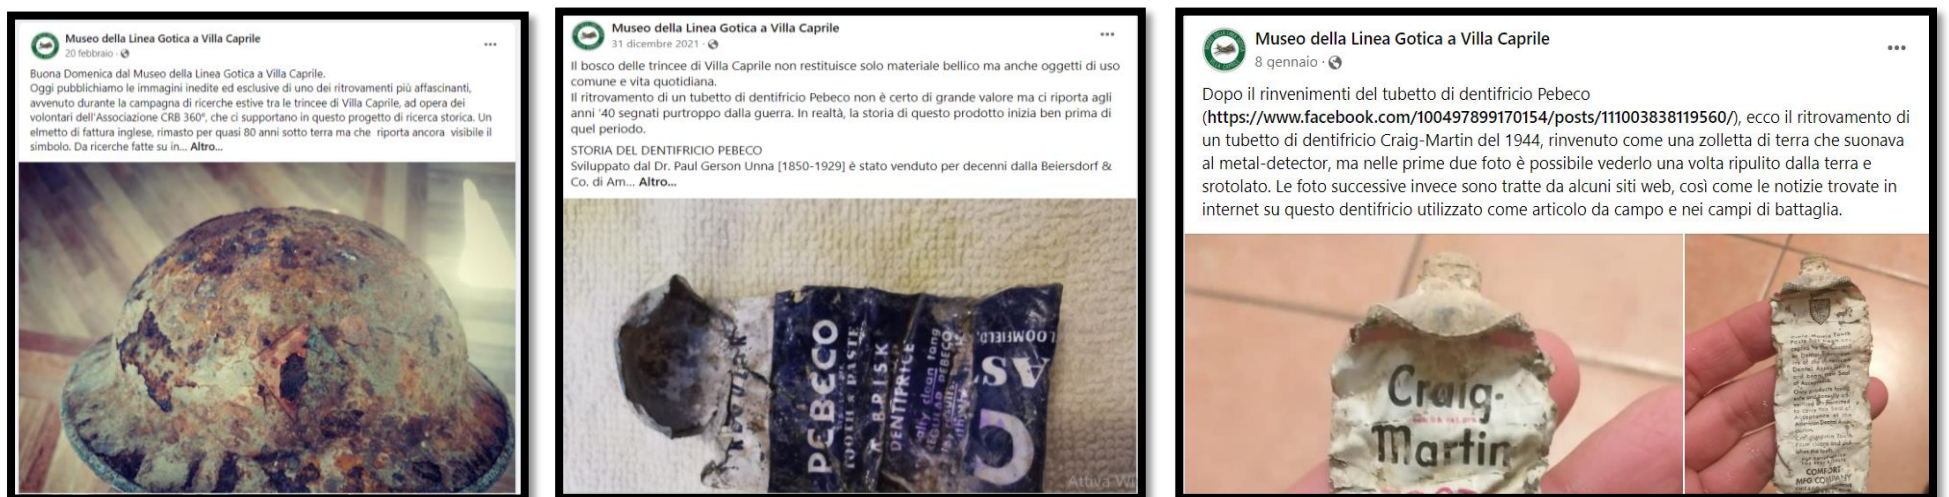 Museo della Linea Gotica a Villa Caprile
20 febbraio ·
Buona Domenica dal Museo della Linea Gotica a Villa Caprile.
Oggi pubblichiamo le immagini inedite ed esclusive di uno dei ritrovamenti più affascinanti,
avvenuto durante la campagna di ricerche estive tra le trincee di Villa Caprile, ad opera dei
volontari dell'Associazione CRB 360°, che ci supportano in questo progetto di ricerca storica. Un
elmetto di fattura inglese, rimasto per quasi 80 anni sotto terra ma che riporta ancora visibile il
simbolo. Da ricerche fatte su in... Altro...
Museo della Linea Gotica a Villa Caprile
31 dicembre 2021 ·
Il bosco delle trincee di Villa Caprile non restituisce solo materiale bellico ma anche oggetti di uso
comune e vita quotidiana.
Il ritrovamento di un tubetto di dentifricio Pebeco non è certo di grande valore ma ci riporta agli
anni '40 segnati purtroppo dalla guerra. In realtà, la storia di questo prodotto inizia ben prima di
quel periodo.
STORIA DEL DENTIFRICIO PEBECO
Sviluppato dal Dr. Paul Gerson Unna [1850-1929] è stato venduto per decenni dalla Beiersdorf &
Co. di Am... Altro...
PEBECO
TOOTH PASTE
A BRISK
DENTIFRICE
Attiva Wi
Museo della Linea Gotica a Villa Caprile
8 gennaio ·
Dopo il rinvenimenti del tubetto di dentifricio Pebeco
(https://www.facebook.com/100497899170154/posts/111003838119560/), ecco il ritrovamento di
un tubetto di dentifricio Craig-Martin del 1944, rinvenuto come una zolletta di terra che suonava
al metal-detector, ma nelle prime due foto è possibile vederlo una volta ripulito dalla terra e
srotolato. Le foto successive invece sono tratte da alcuni siti web, così come le notizie trovate in
internet su questo dentifricio utilizzato come articolo da campo e nei campi di battaglia.
Craig-
Martin
COMFORT
MFG COMPANY